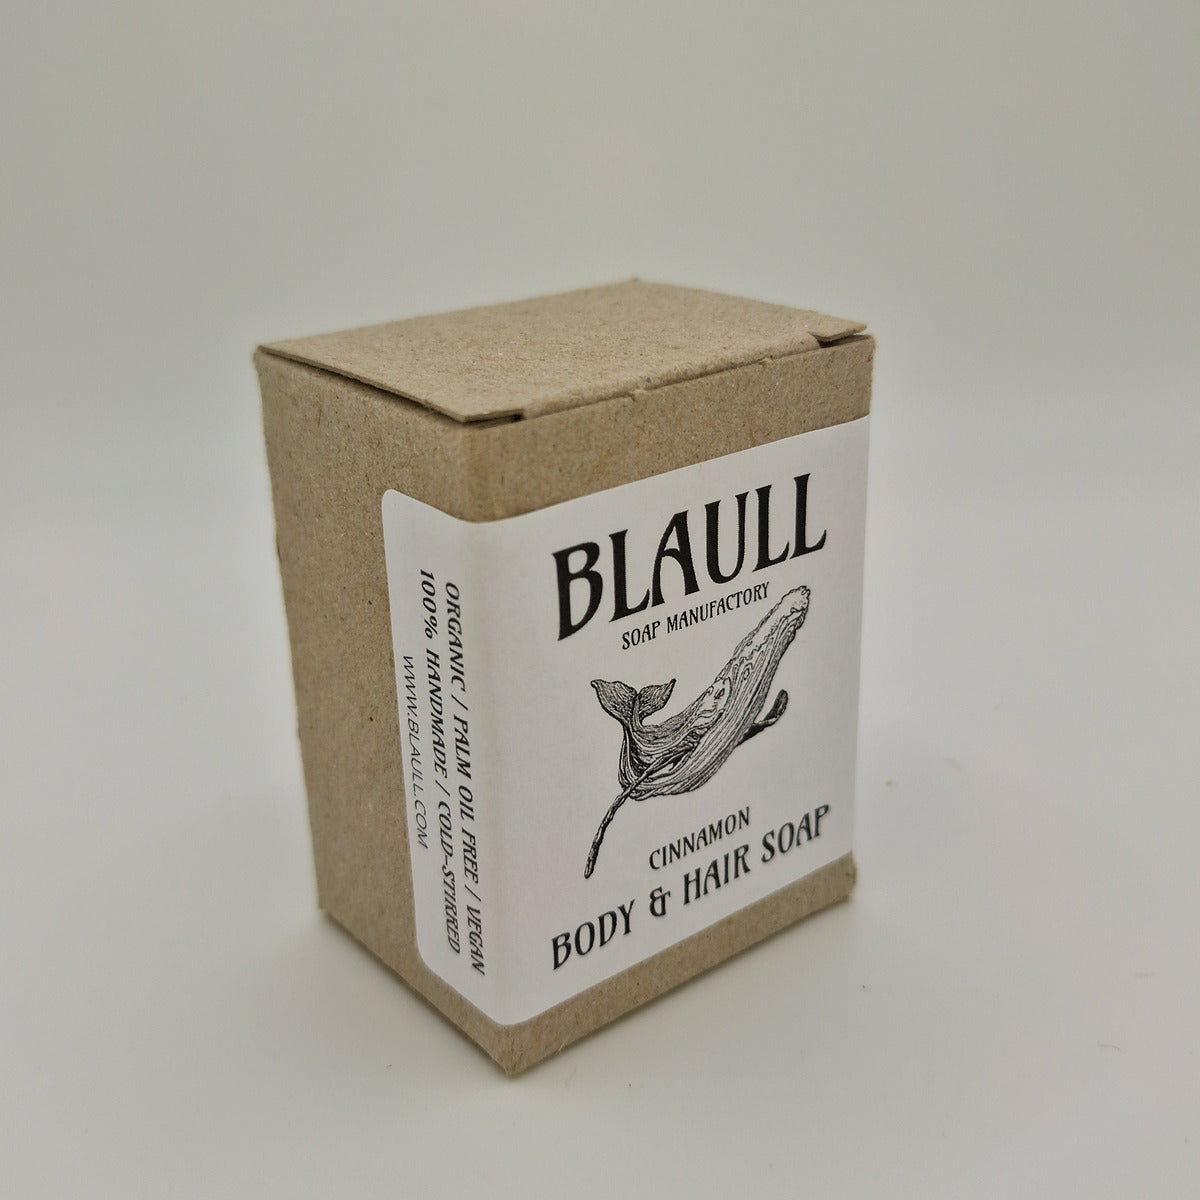 BLAULL
SOAP MANUFACTORY
CINNAMON
BODY & HAIR SOAP
ORGANIC / PALM OIL FREE / VEGAN
100% HANDMADE / COLD-STIRRED
WWW.BLAULL.COM